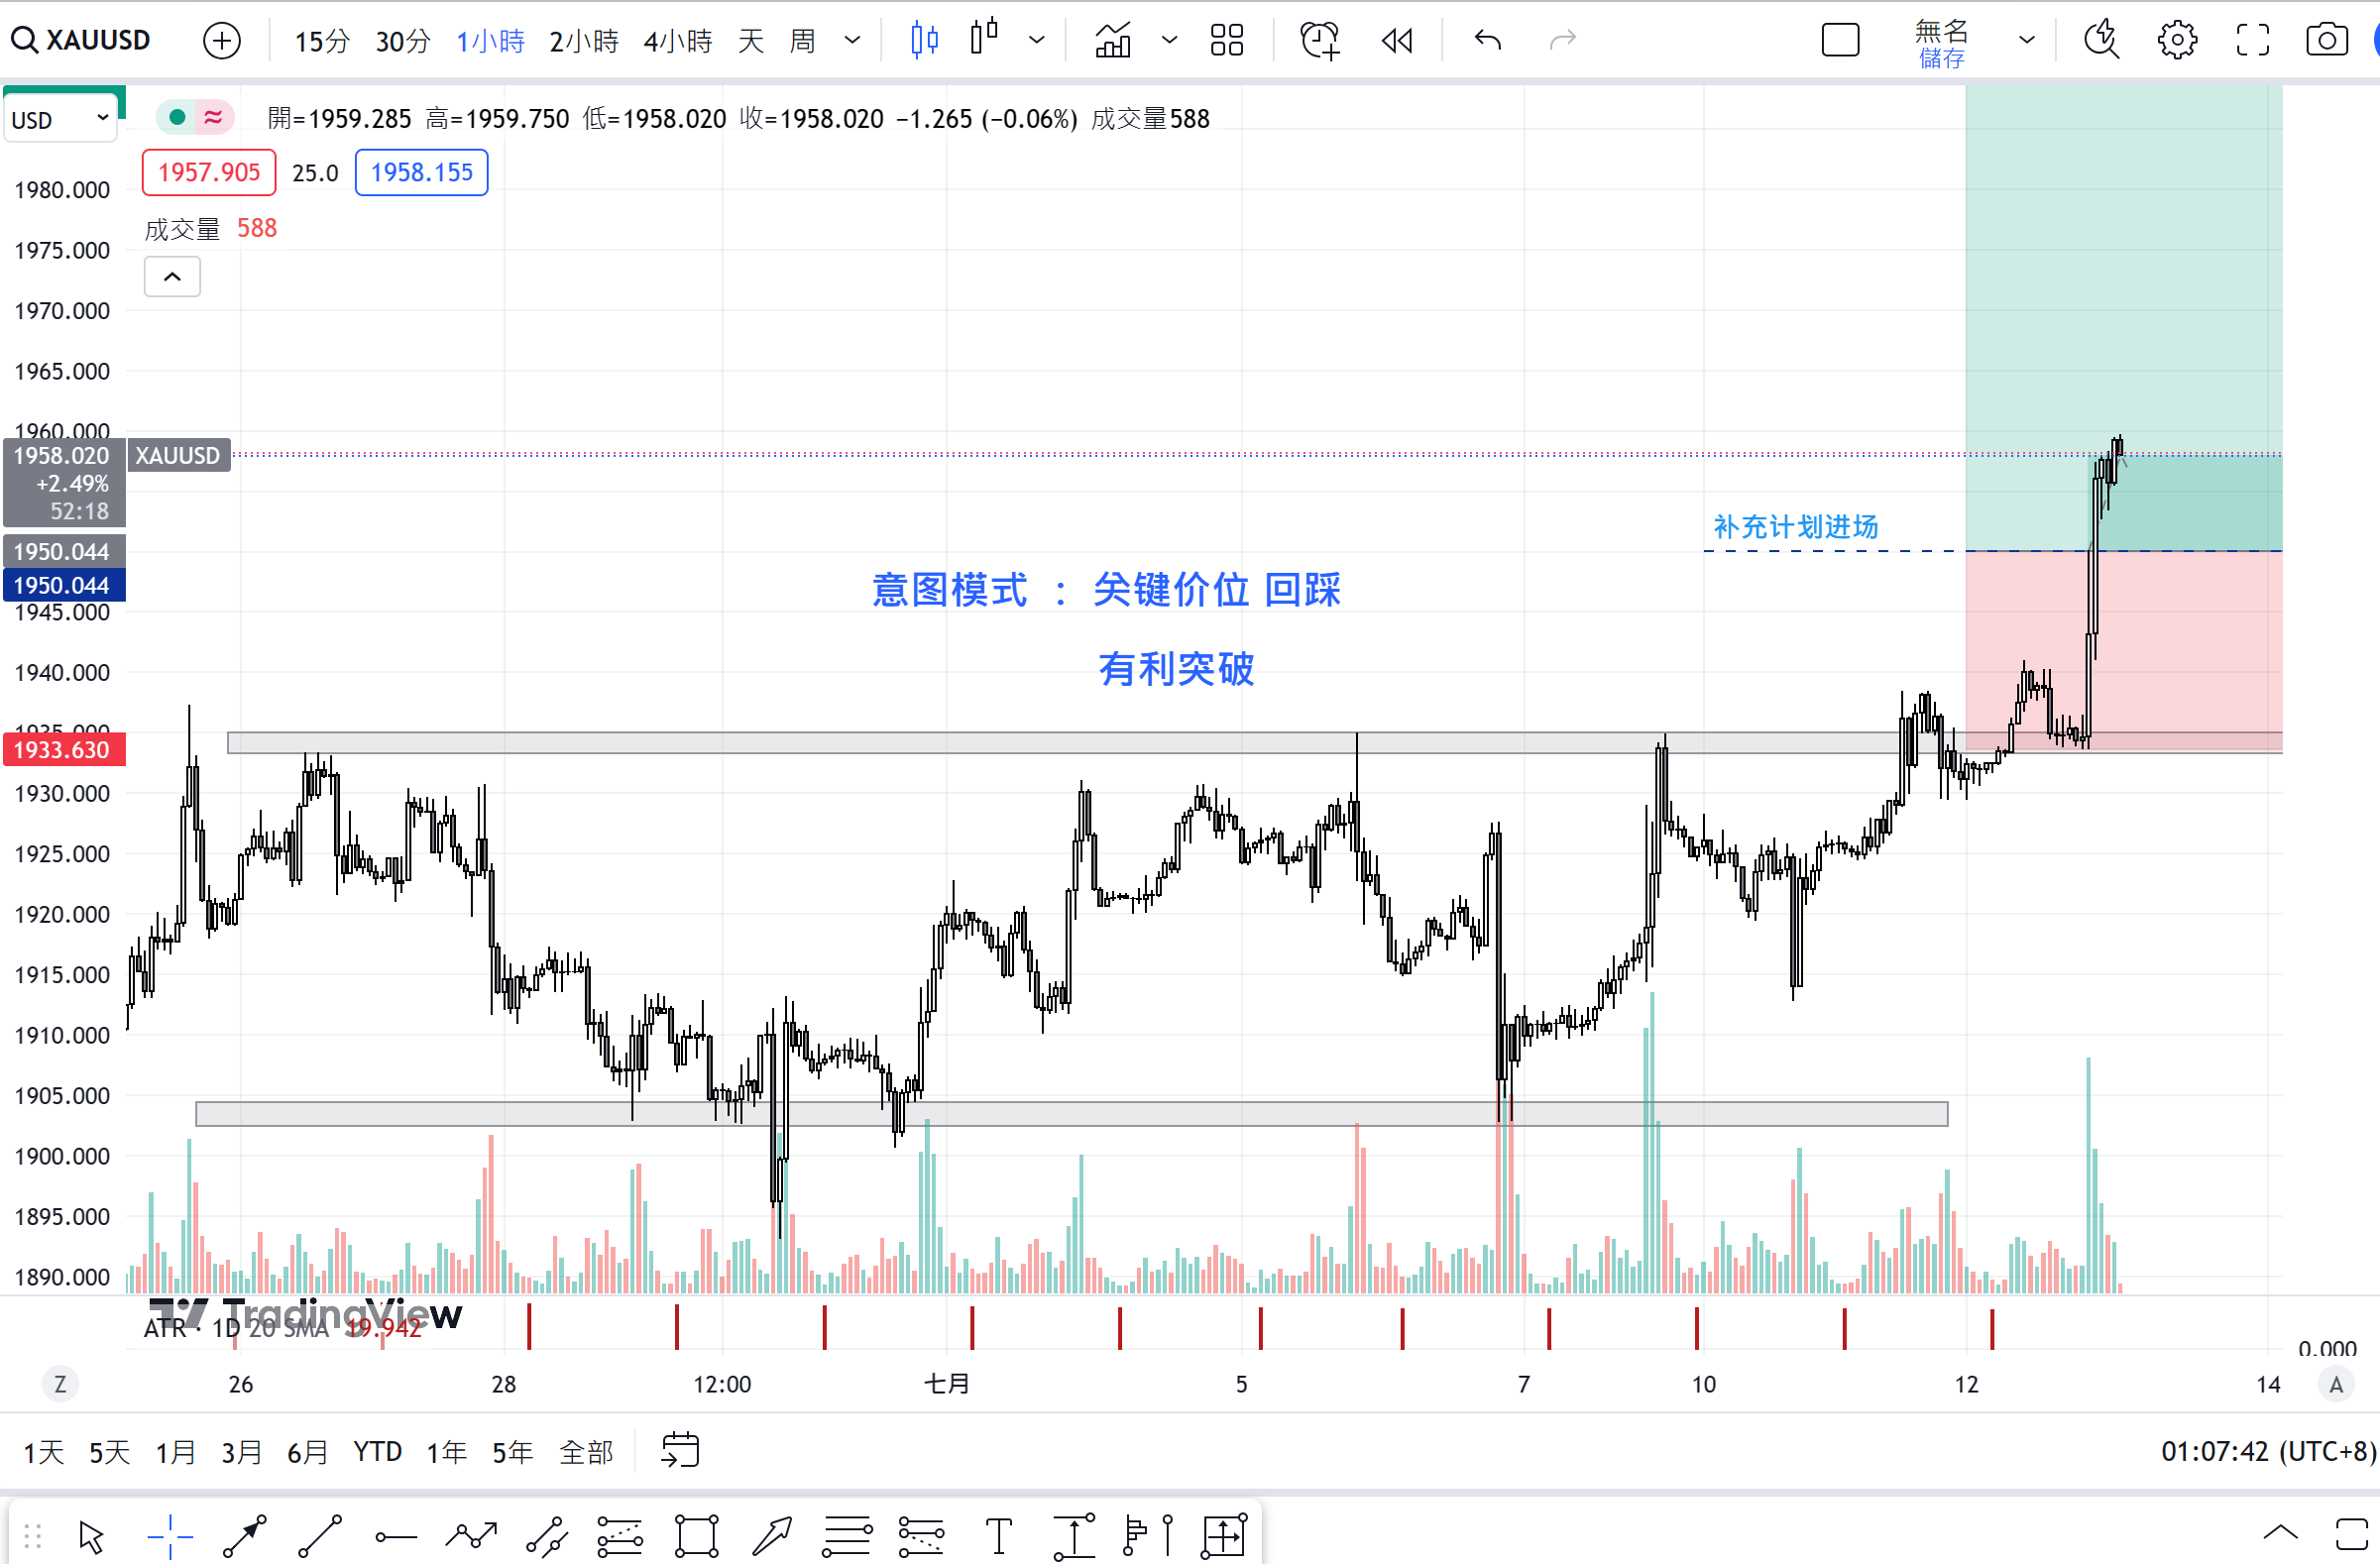 XAUUSD 15分 30分 1小時 2小時 4小時 天 周 無名
儲存
USD 開=1959.285 高=1959.750 低=1958.020 收=1958.020 −1.265 (−0.06%) 成交量588
1957.905 25.0 1958.155
成交量 588
1980.000
1975.000
1970.000
1965.000
1960.000
1958.020 XAUUSD
+2.49%
52:18
补充计划进场
1950.044
1950.044
意图模式 : 关键价位 回踩
1945.000
有利突破
1940.000
1935.000
1933.630
1930.000
1925.000
1920.000
1915.000
1910.000
1905.000
1900.000
1895.000
1890.000
TradingView
ATR · 1D 20 SMA 19.942
0.000
Z 26 28 12:00 七月 5 7 10 12 14 A
1天 5天 1月 3月 6月 YTD 1年 5年 全部 01:07:42 (UTC+8)